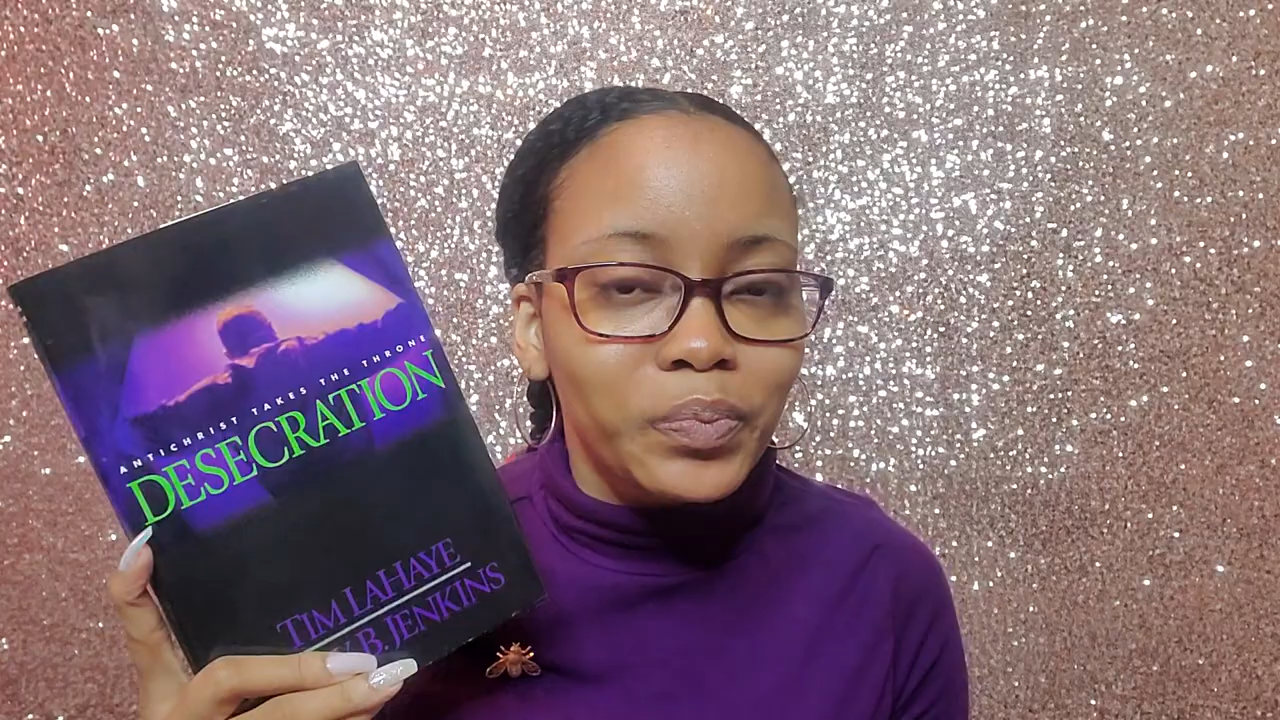 ANTICHRIST TAKES THE THRONE
DESECRATION
TIM LAHAYE
B. JENKINS